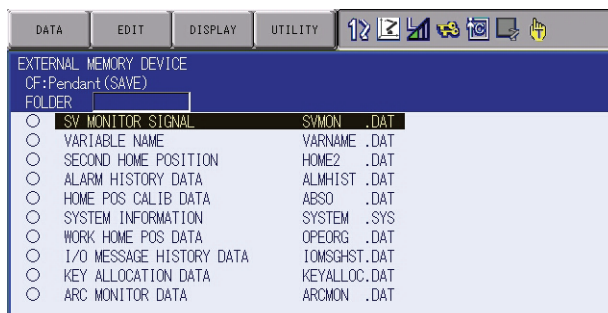 DATA EDIT DISPLAY UTILITY
EXTERNAL MEMORY DEVICE
CF:Pendant(SAVE)
FOLDER
SV MONITOR SIGNAL SVMON .DAT
VARIABLE NAME VARNAME .DAT
SECOND HOME POSITION HOME2 .DAT
ALARM HISTORY DATA ALMHIST .DAT
HOME POS CALIB DATA ABSO .DAT
SYSTEM INFORMATION SYSTEM .SYS
WORK HOME POS DATA OPEORG .DAT
I/O MESSAGE HISTORY DATA IOMSGHST.DAT
KEY ALLOCATION DATA KEYALLOC.DAT
ARC MONITOR DATA ARCMON .DAT